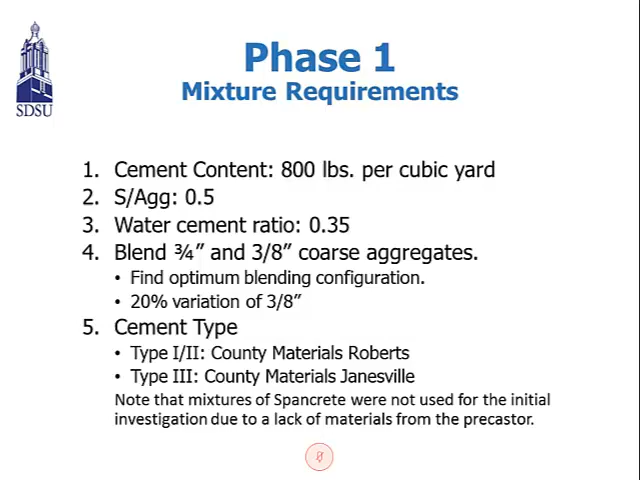 SDSU
Phase 1
Mixture Requirements
1. Cement Content: 800 lbs. per cubic yard
2. S/Agg: 0.5
3. Water cement ratio: 0.35
4. Blend ¾” and 3/8” coarse aggregates.
• Find optimum blending configuration.
• 20% variation of 3/8”
5. Cement Type
• Type I/II: County Materials Roberts
• Type III: County Materials Janesville
Note that mixtures of Spancrete were not used for the initial
investigation due to a lack of materials from the precastor.